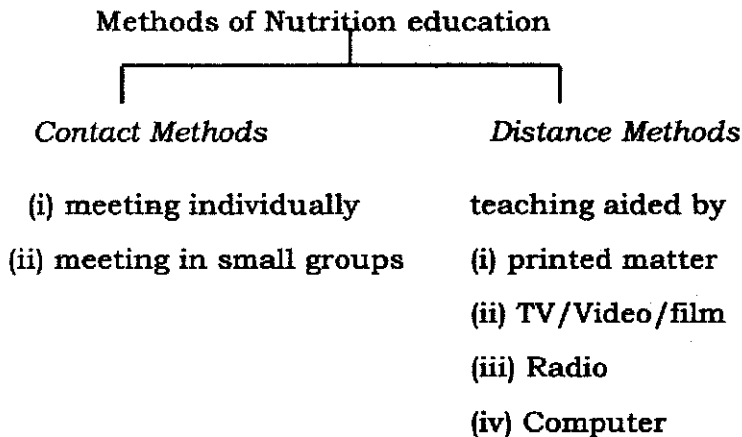 Methods of Nutrition education
Contact Methods
(i) meeting individually
(ii) meeting in small groups
Distance Methods
teaching aided by
(i) printed matter
(ii) TV/Video/film
(iii) Radio
(iv) Computer